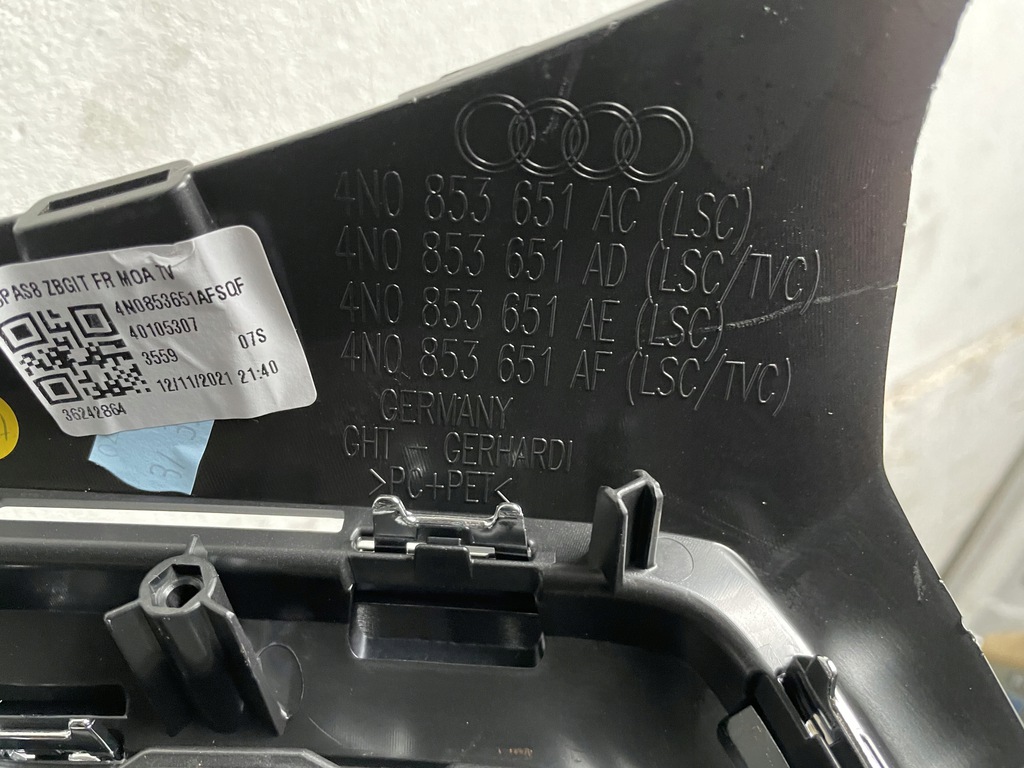 4N0 853 651 AC (LSC)
4N0 853 651 AD (LSC/TVC)
4N0 853 651 AE (LSC)
4N0 853 651 AF (LSC/TVC)
GERMANY
GHT - GERHARDI
>PC+PET<
SPAS8 ZBGIT FR MOA TV
4N0853651AFSQF
40105307
3559 07S
12/11/2021 21:40
36242864